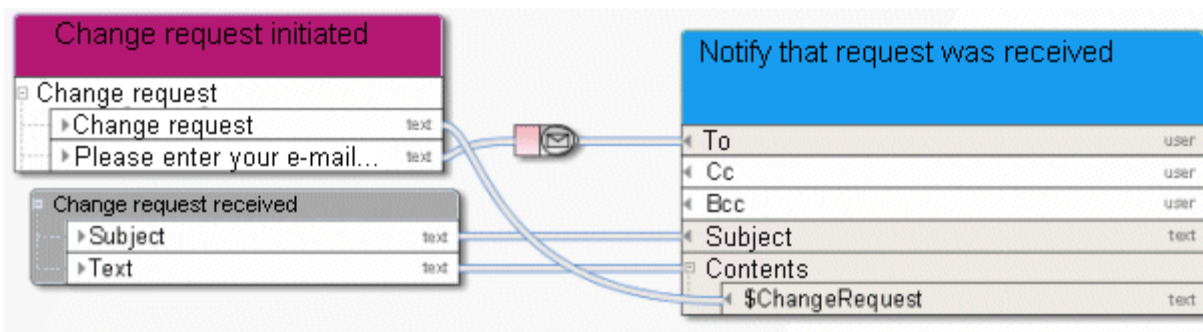 Change request initiated
Change request
Change request text
Please enter your e-mail... text
Change request received
Subject text
Text text
Notify that request was received
To user
Cc user
Bcc user
Subject text
Contents
$ChangeRequest text